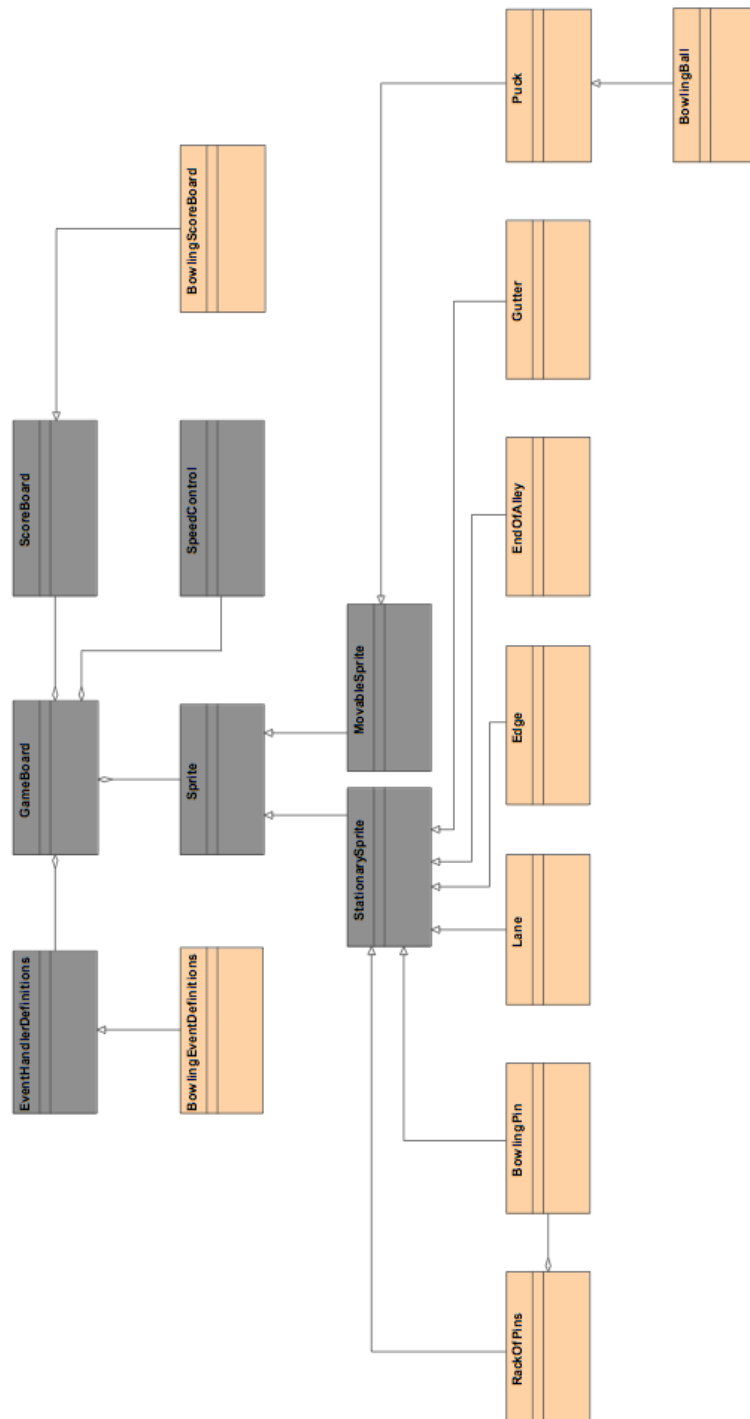 EventHandlerDefinitions
GameBoard
ScoreBoard
BowlingEventDefinitions
Sprite
SpeedControl
BowlingScoreBoard
StationarySprite
MovableSprite
RackOfPins
BowlingPin
Lane
Edge
EndOfAlley
Gutter
Puck
BowlingBall